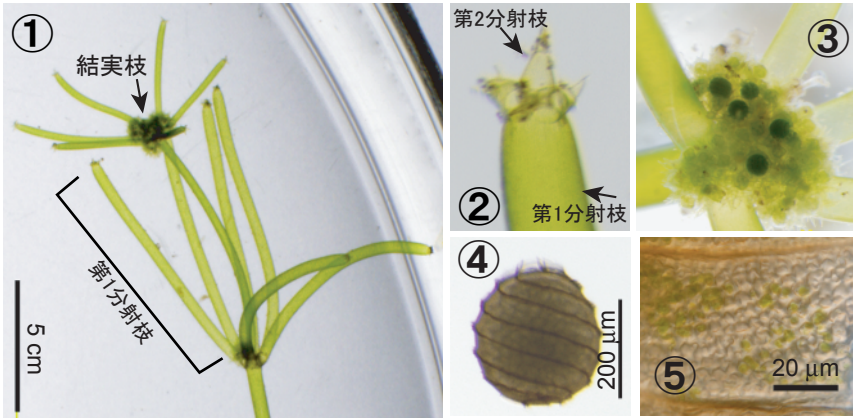 ①
結実枝
第1分射枝
5 cm
②
第2分射枝
第1分射枝
③
④
200 μm
⑤
20 μm